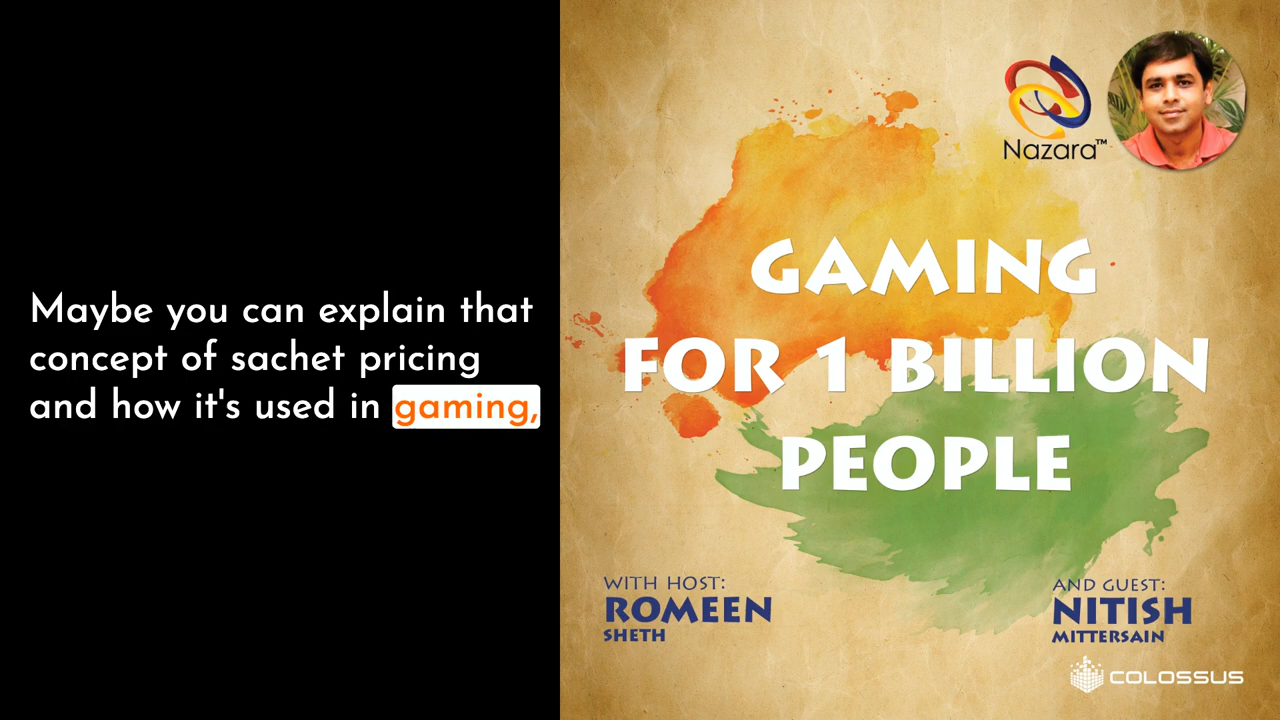 Maybe you can explain that
concept of sachet pricing
and how it's used in gaming,
Nazara™
GAMING
FOR 1 BILLION
PEOPLE
WITH HOST:
ROMEEN
SHETH
AND GUEST:
NITISH
MITTERSAIN
COLOSSUS